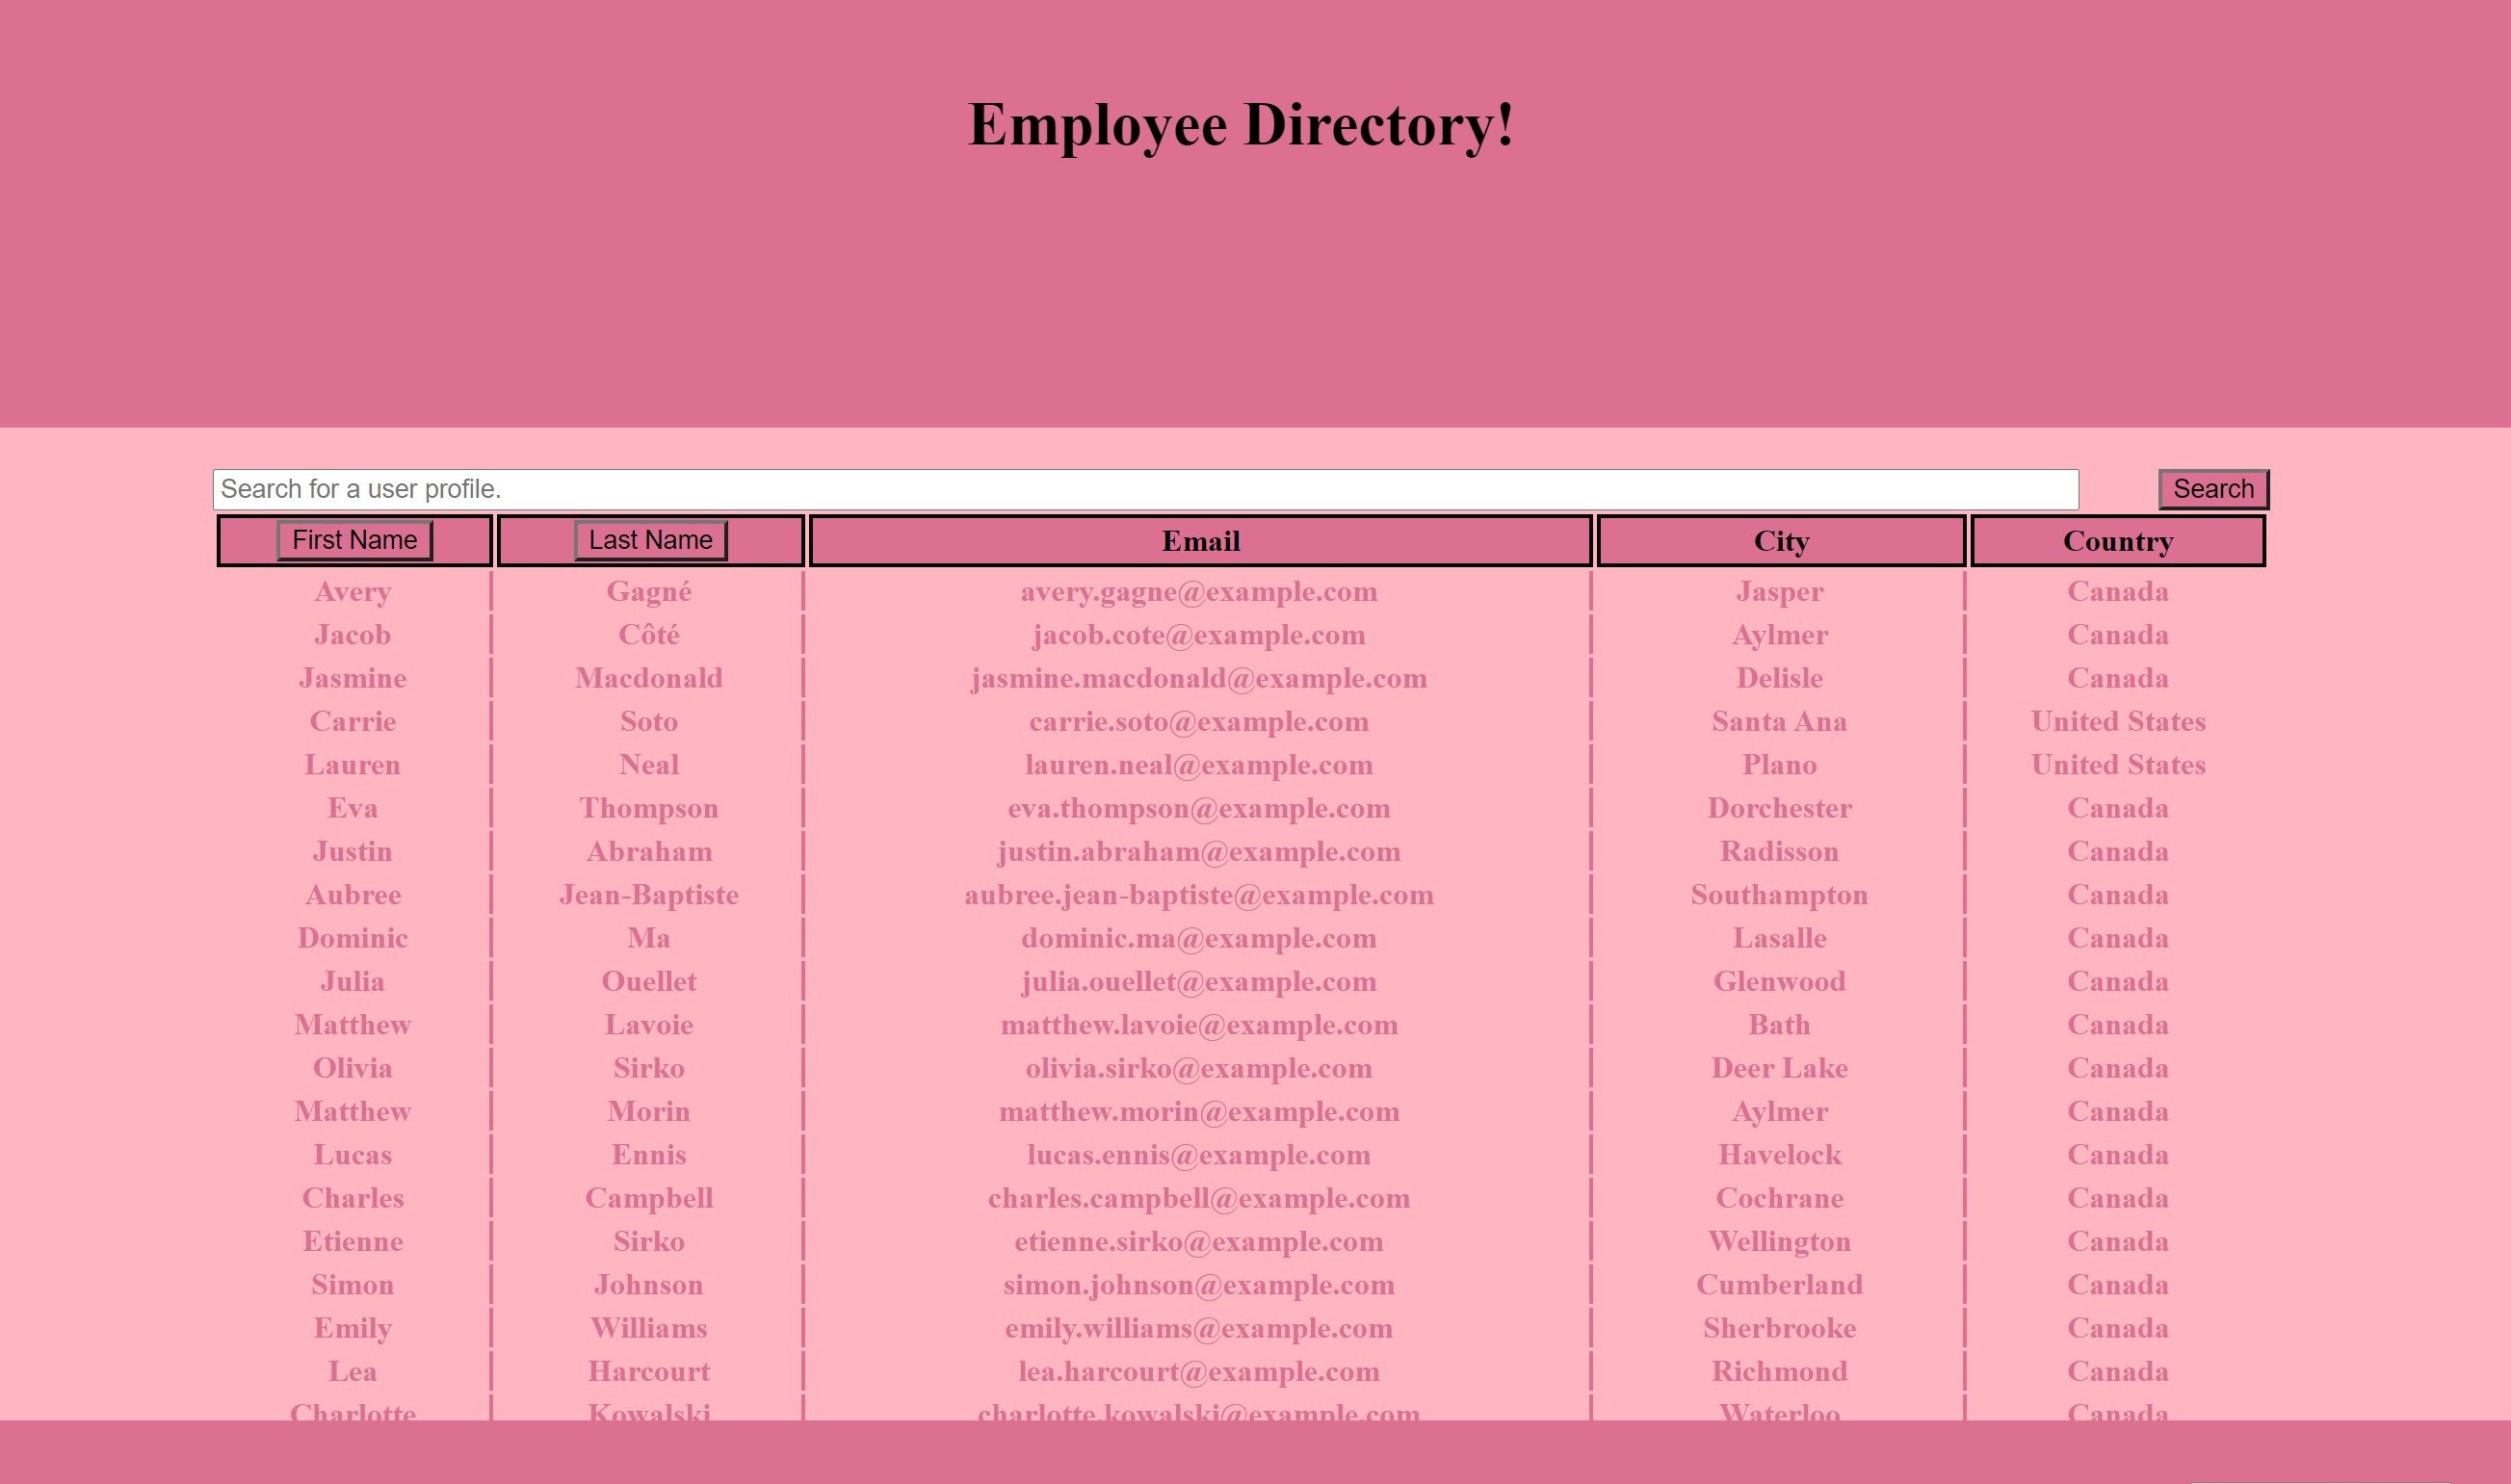 Employee Directory!
Search for a user profile. Search
First Name Last Name Email City Country
Avery Gagné avery.gagne@example.com Jasper Canada
Jacob Côté jacob.cote@example.com Aylmer Canada
Jasmine Macdonald jasmine.macdonald@example.com Delisle Canada
Carrie Soto carrie.soto@example.com Santa Ana United States
Lauren Neal lauren.neal@example.com Plano United States
Eva Thompson eva.thompson@example.com Dorchester Canada
Justin Abraham justin.abraham@example.com Radisson Canada
Aubree Jean-Baptiste aubree.jean-baptiste@example.com Southampton Canada
Dominic Ma dominic.ma@example.com Lasalle Canada
Julia Ouellet julia.ouellet@example.com Glenwood Canada
Matthew Lavoie matthew.lavoie@example.com Bath Canada
Olivia Sirko olivia.sirko@example.com Deer Lake Canada
Matthew Morin matthew.morin@example.com Aylmer Canada
Lucas Ennis lucas.ennis@example.com Havelock Canada
Charles Campbell charles.campbell@example.com Cochrane Canada
Etienne Sirko etienne.sirko@example.com Wellington Canada
Simon Johnson simon.johnson@example.com Cumberland Canada
Emily Williams emily.williams@example.com Sherbrooke Canada
Lea Harcourt lea.harcourt@example.com Richmond Canada
Charlotte Kowalski charlotte.kowalski@example.com Waterloo Canada